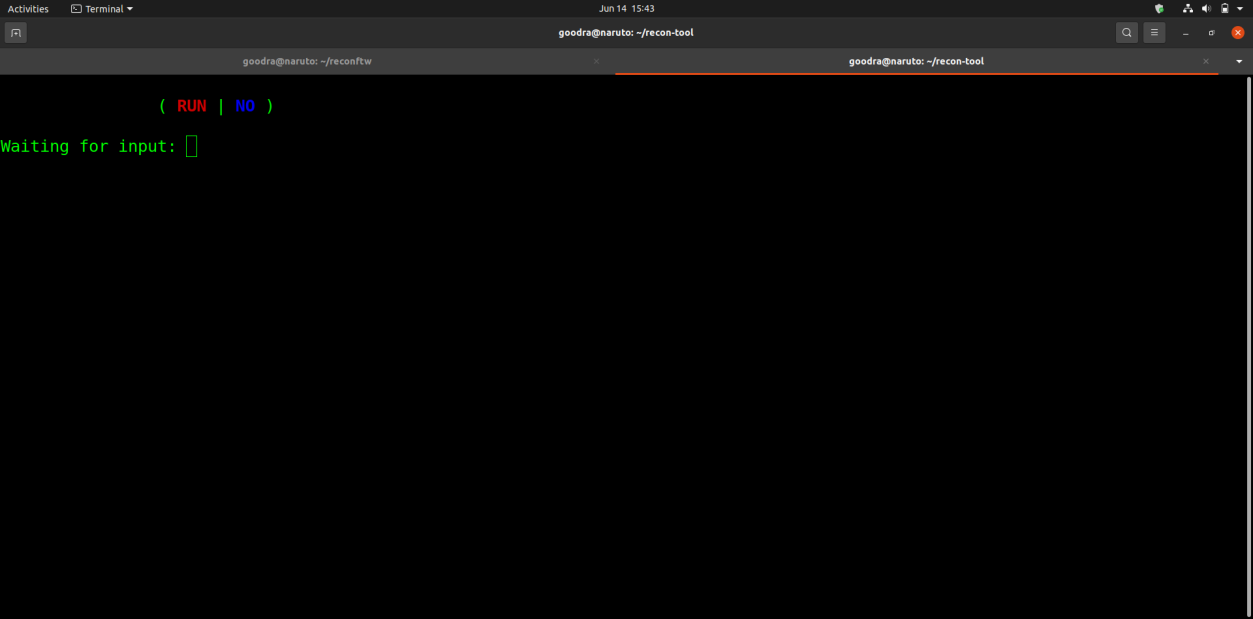 Activities Terminal Jun 14 15:43
goodra@naruto: ~/recon-tool
goodra@naruto: ~/reconftw goodra@naruto: ~/recon-tool
( RUN | NO )
Waiting for input: